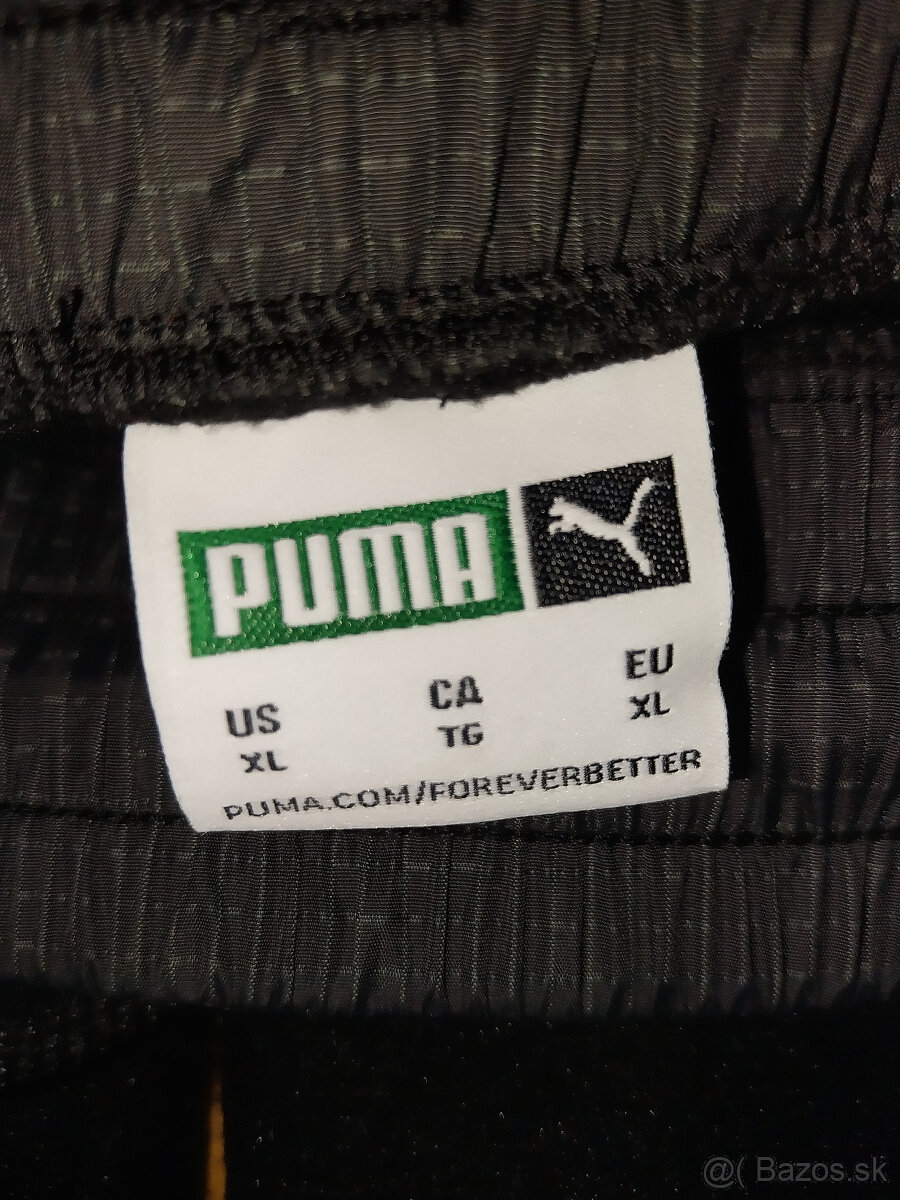 PUMA
US CA EU
XL TG XL
PUMA.COM/FOREVERBETTER
@( Bazos.sk